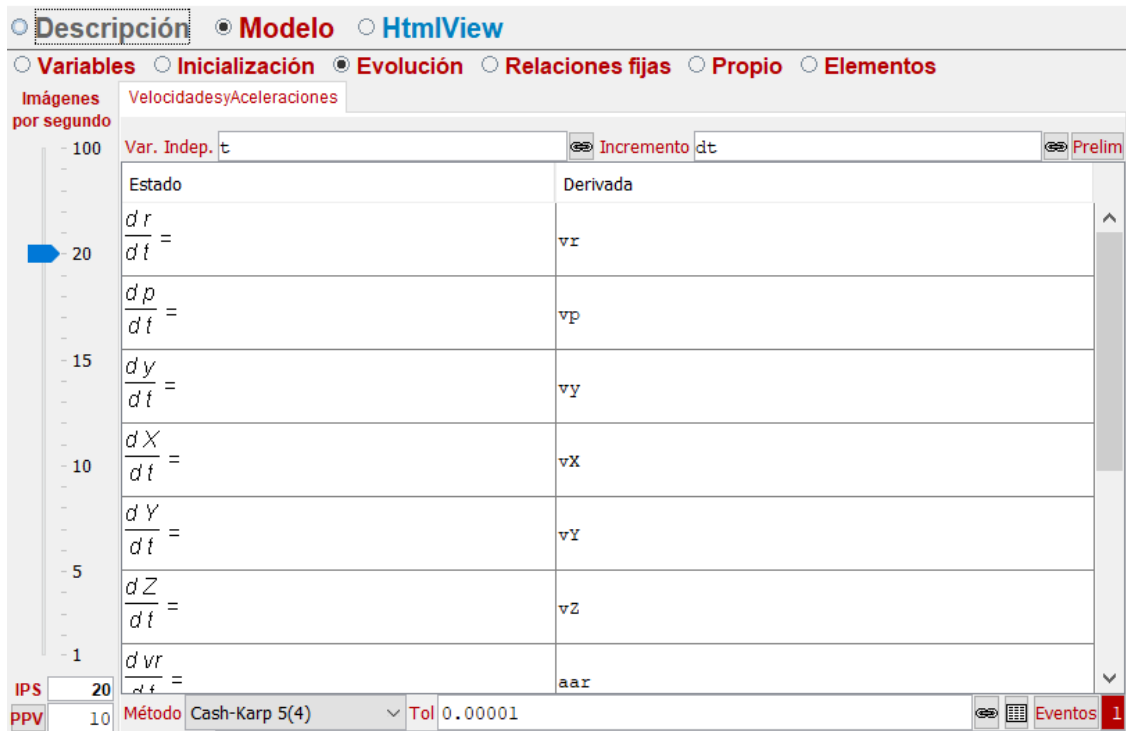 Descripción Modelo HtmlView
Variables Inicialización Evolución Relaciones fijas Propio Elementos
Imágenes por segundo
VelocidadesyAceleraciones
100
20
15
10
5
1
IPS 20
PPV 10
Var. Indep. t Incremento dt Prelim
Estado Derivada
d r / d t = vr
d p / d t = vp
d y / d t = vy
d X / d t = vX
d Y / d t = vY
d Z / d t = vZ
d vr / d t = aar
Método Cash-Karp 5(4) Tol 0.00001 Eventos 1